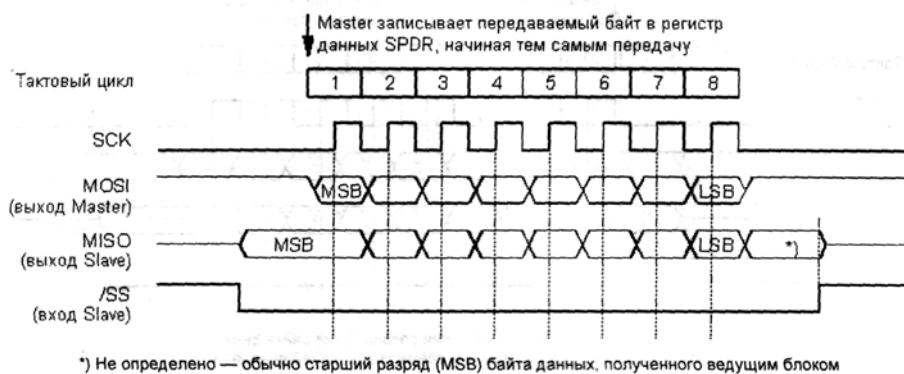 Master записывает передаваемый байт в регистр
данных SPDR, начиная тем самым передачу
Тактовый цикл 1 2 3 4 5 6 7 8
SCK
MOSI
(выход Master)
MSB LSB
MISO
(выход Slave)
MSB LSB *)
/SS
(вход Slave)
*) Не определено — обычно старший разряд (MSB) байта данных, полученного ведущим блоком